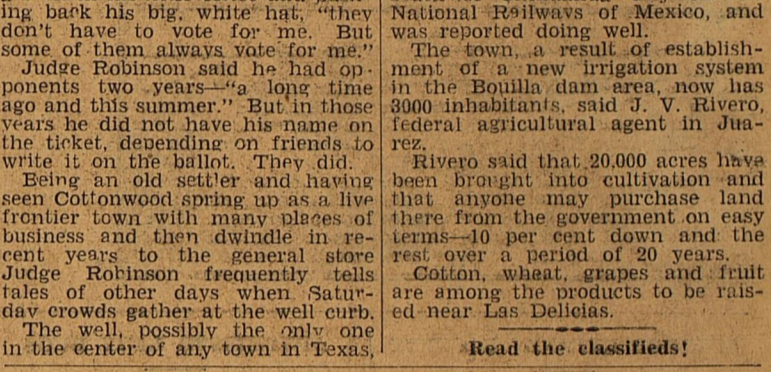 ing back his big, white hat, "they
don't have to vote for me. But
some of them always vote for me."
Judge Robinson said he had op-
ponents two years—"a long time
ago and this summer." But in those
years he did not have his name on
the ticket, depending on friends to
write it on the ballot. They did.
Being an old settler and having
seen Cottonwood spring up as a live
frontier town with many places of
business and then dwindle in re-
cent years to the general store
Judge Robinson frequently tells
tales of other days when Satur-
day crowds gather at the well curb.
The well, possibly the only one
in the center of any town in Texas,
National Railways of Mexico, and
was reported doing well.
The town, a result of establish-
ment of a new irrigation system
in the Boquilla dam area, now has
3000 inhabitants, said J. V. Rivero,
federal agricultural agent in Jua-
rez.
Rivero said that 20,000 acres have
been brought into cultivation and
that anyone may purchase land
there from the government on easy
terms—10 per cent down and the
rest over a period of 20 years.
Cotton, wheat, grapes and fruit
are among the products to be rais-
ed near Las Delicias.
Read the classifieds!